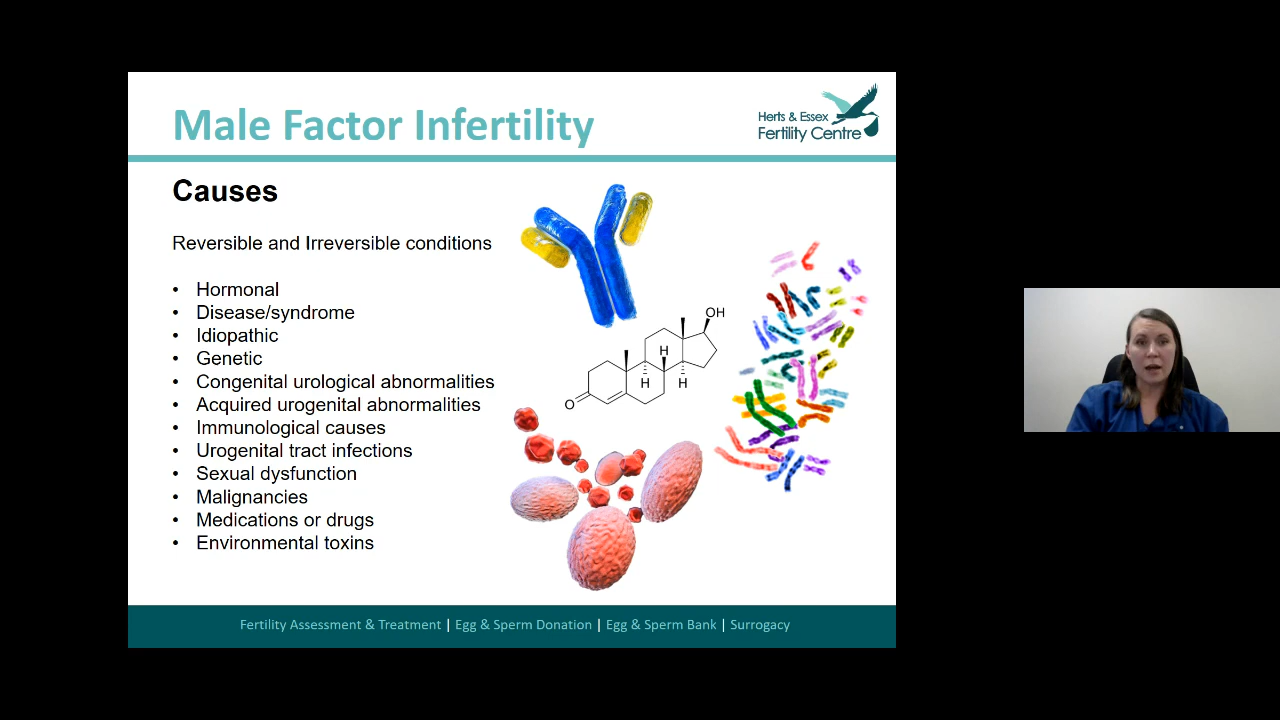 Male Factor Infertility
Herts & Essex
Fertility Centre
Causes
Reversible and Irreversible conditions
• Hormonal
• Disease/syndrome
• Idiopathic
• Genetic
• Congenital urological abnormalities
• Acquired urogenital abnormalities
• Immunological causes
• Urogenital tract infections
• Sexual dysfunction
• Malignancies
• Medications or drugs
• Environmental toxins
OH
H
H
H
O
Fertility Assessment & Treatment | Egg & Sperm Donation | Egg & Sperm Bank | Surrogacy